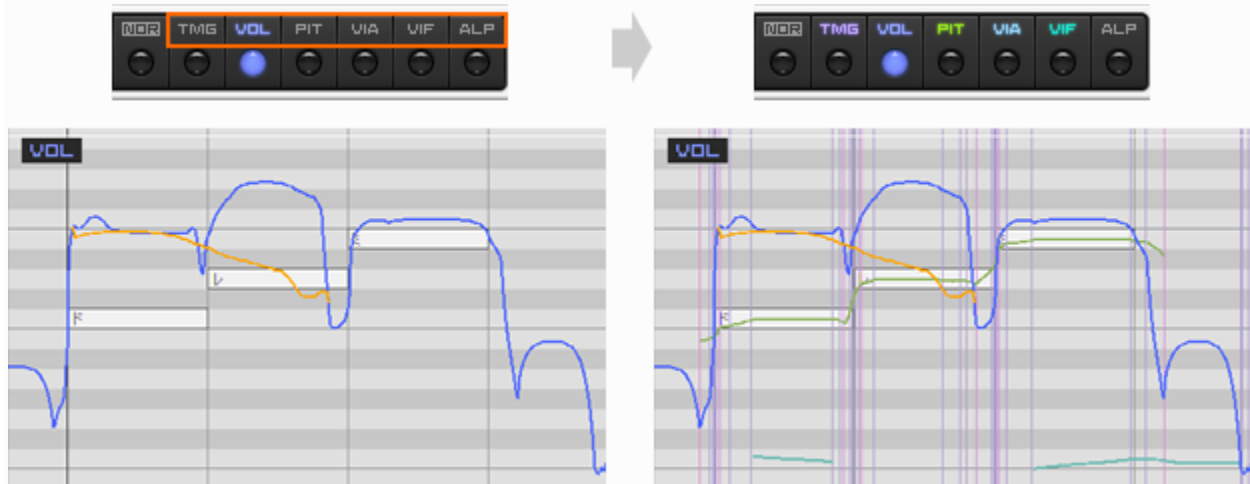 NOR TMG VOL PIT VIA VIF ALP
NOR TMG VOL PIT VIA VIF ALP
VOL
VOL
ミ
レ
ド
ド